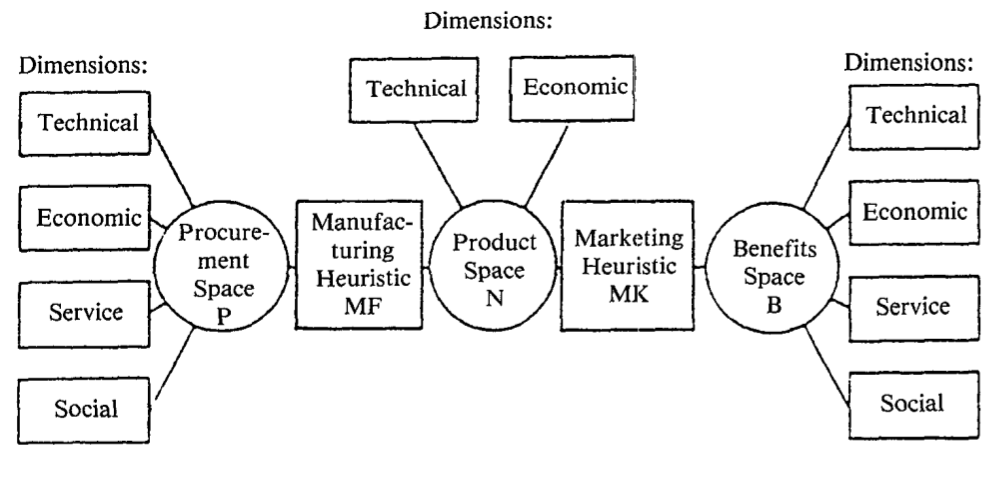 Dimensions:
Dimensions:
Dimensions:
Technical
Economic
Technical
Economic
Service
Social
Procure-
ment
Space
P
Manufac-
turing
Heuristic
MF
Product
Space
N
Marketing
Heuristic
MK
Benefits
Space
B
Technical
Economic
Service
Social